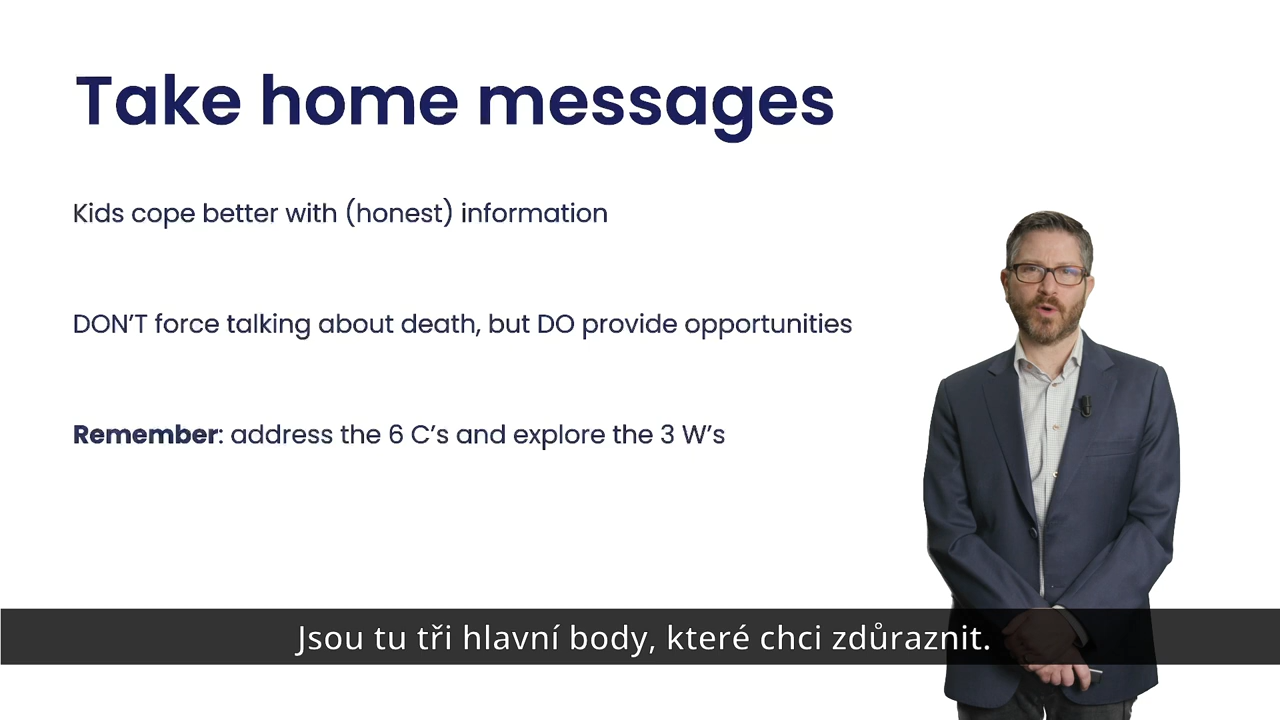 Take home messages
Kids cope better with (honest) information
DON’T force talking about death, but DO provide opportunities
Remember: address the 6 C’s and explore the 3 W’s
Jsou tu tři hlavní body, které chci zdůraznit.